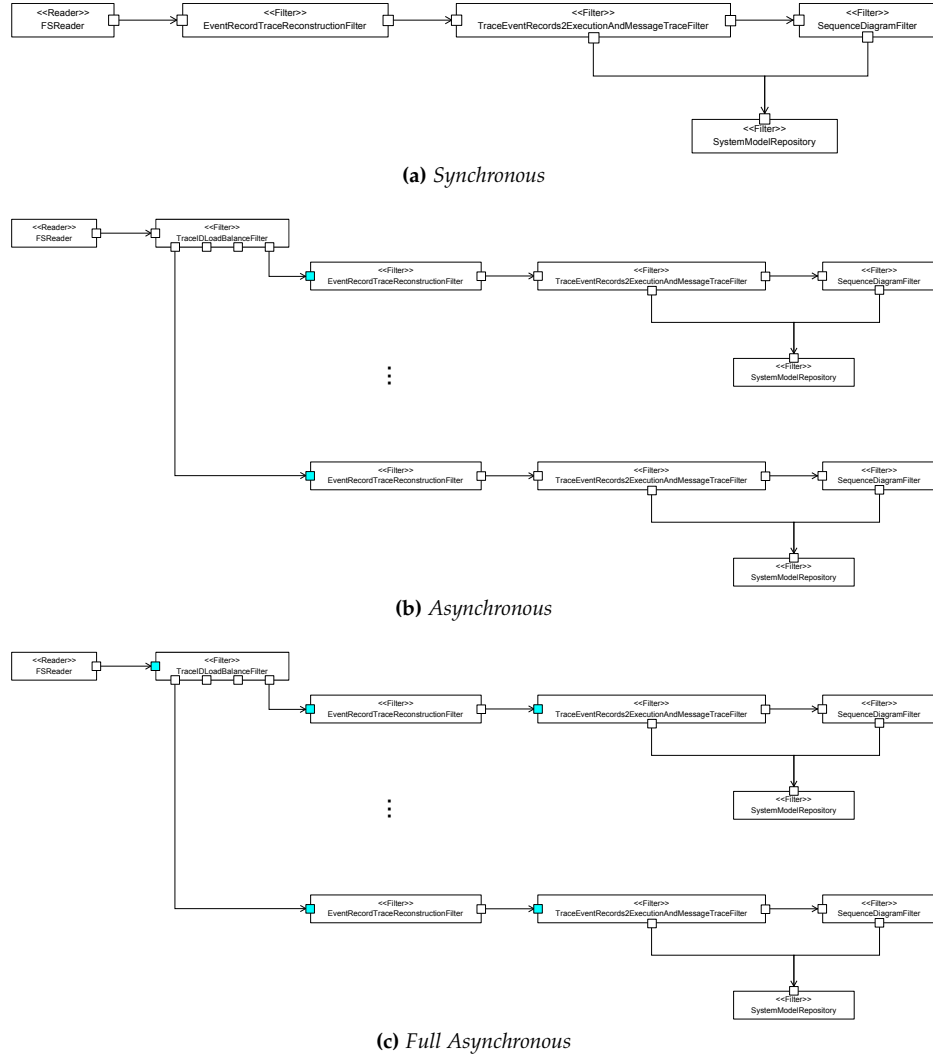 <<Reader>>
FSReader
<<Filter>>
EventRecordTraceReconstructionFilter
<<Filter>>
TraceEventRecords2ExecutionAndMessageTraceFilter
<<Filter>>
SequenceDiagramFilter
<<Filter>>
SystemModelRepository
(a) Synchronous
<<Reader>>
FSReader
<<Filter>>
TraceIDLoadBalanceFilter
<<Filter>>
EventRecordTraceReconstructionFilter
<<Filter>>
TraceEventRecords2ExecutionAndMessageTraceFilter
<<Filter>>
SequenceDiagramFilter
<<Filter>>
SystemModelRepository
⋮
<<Filter>>
EventRecordTraceReconstructionFilter
<<Filter>>
TraceEventRecords2ExecutionAndMessageTraceFilter
<<Filter>>
SequenceDiagramFilter
<<Filter>>
SystemModelRepository
(b) Asynchronous
<<Reader>>
FSReader
<<Filter>>
TraceIDLoadBalanceFilter
<<Filter>>
EventRecordTraceReconstructionFilter
<<Filter>>
TraceEventRecords2ExecutionAndMessageTraceFilter
<<Filter>>
SequenceDiagramFilter
<<Filter>>
SystemModelRepository
⋮
<<Filter>>
EventRecordTraceReconstructionFilter
<<Filter>>
TraceEventRecords2ExecutionAndMessageTraceFilter
<<Filter>>
SequenceDiagramFilter
<<Filter>>
SystemModelRepository
(c) Full Asynchronous